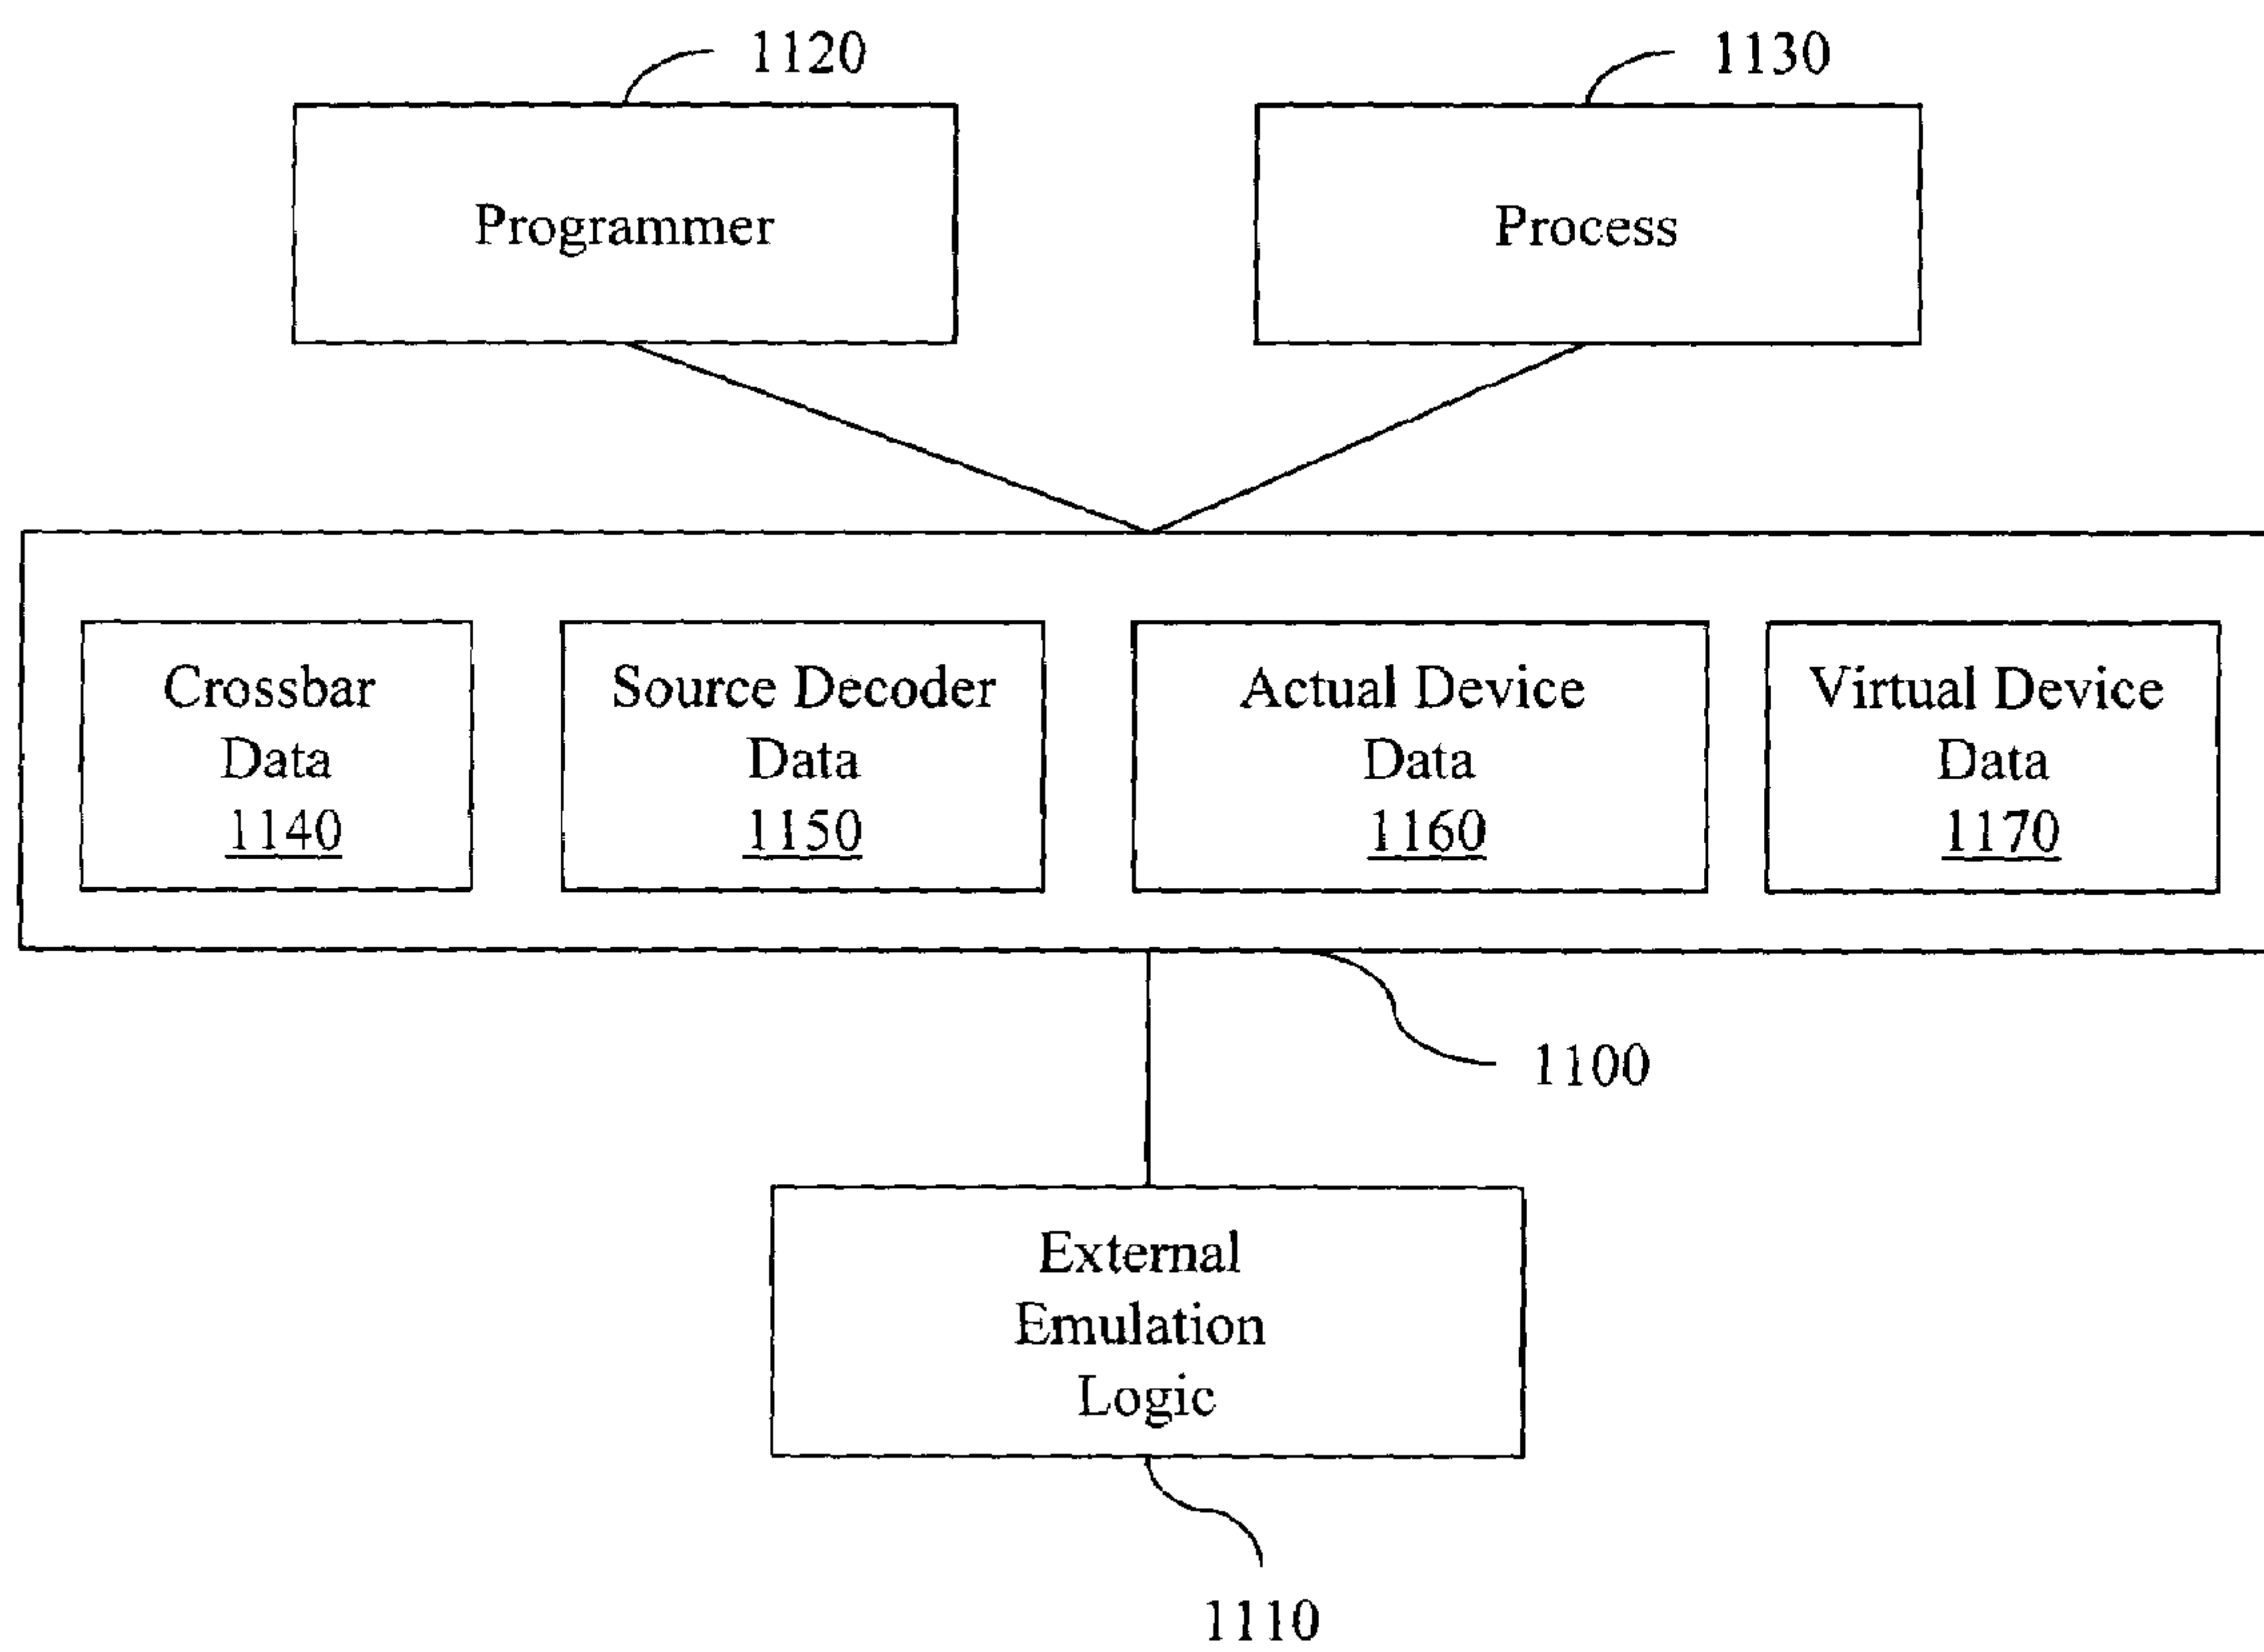 1120
1130
Programmer
Process
Crossbar
Data
1140
Source Decoder
Data
1150
Actual Device
Data
1160
Virtual Device
Data
1170
1100
External
Emulation
Logic
1110